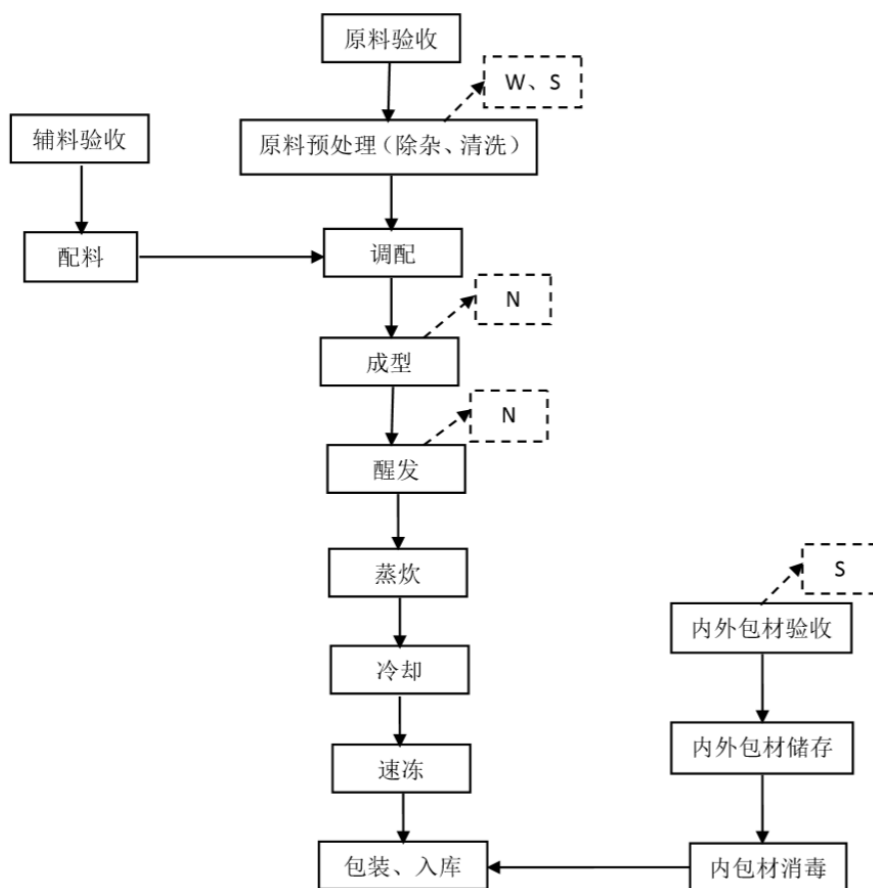 原料验收
W、S
辅料验收
原料预处理(除杂、清洗)
配料
调配
N
成型
N
醒发
蒸炊
S
内外包材验收
冷却
内外包材储存
速冻
包装、入库
内包材消毒